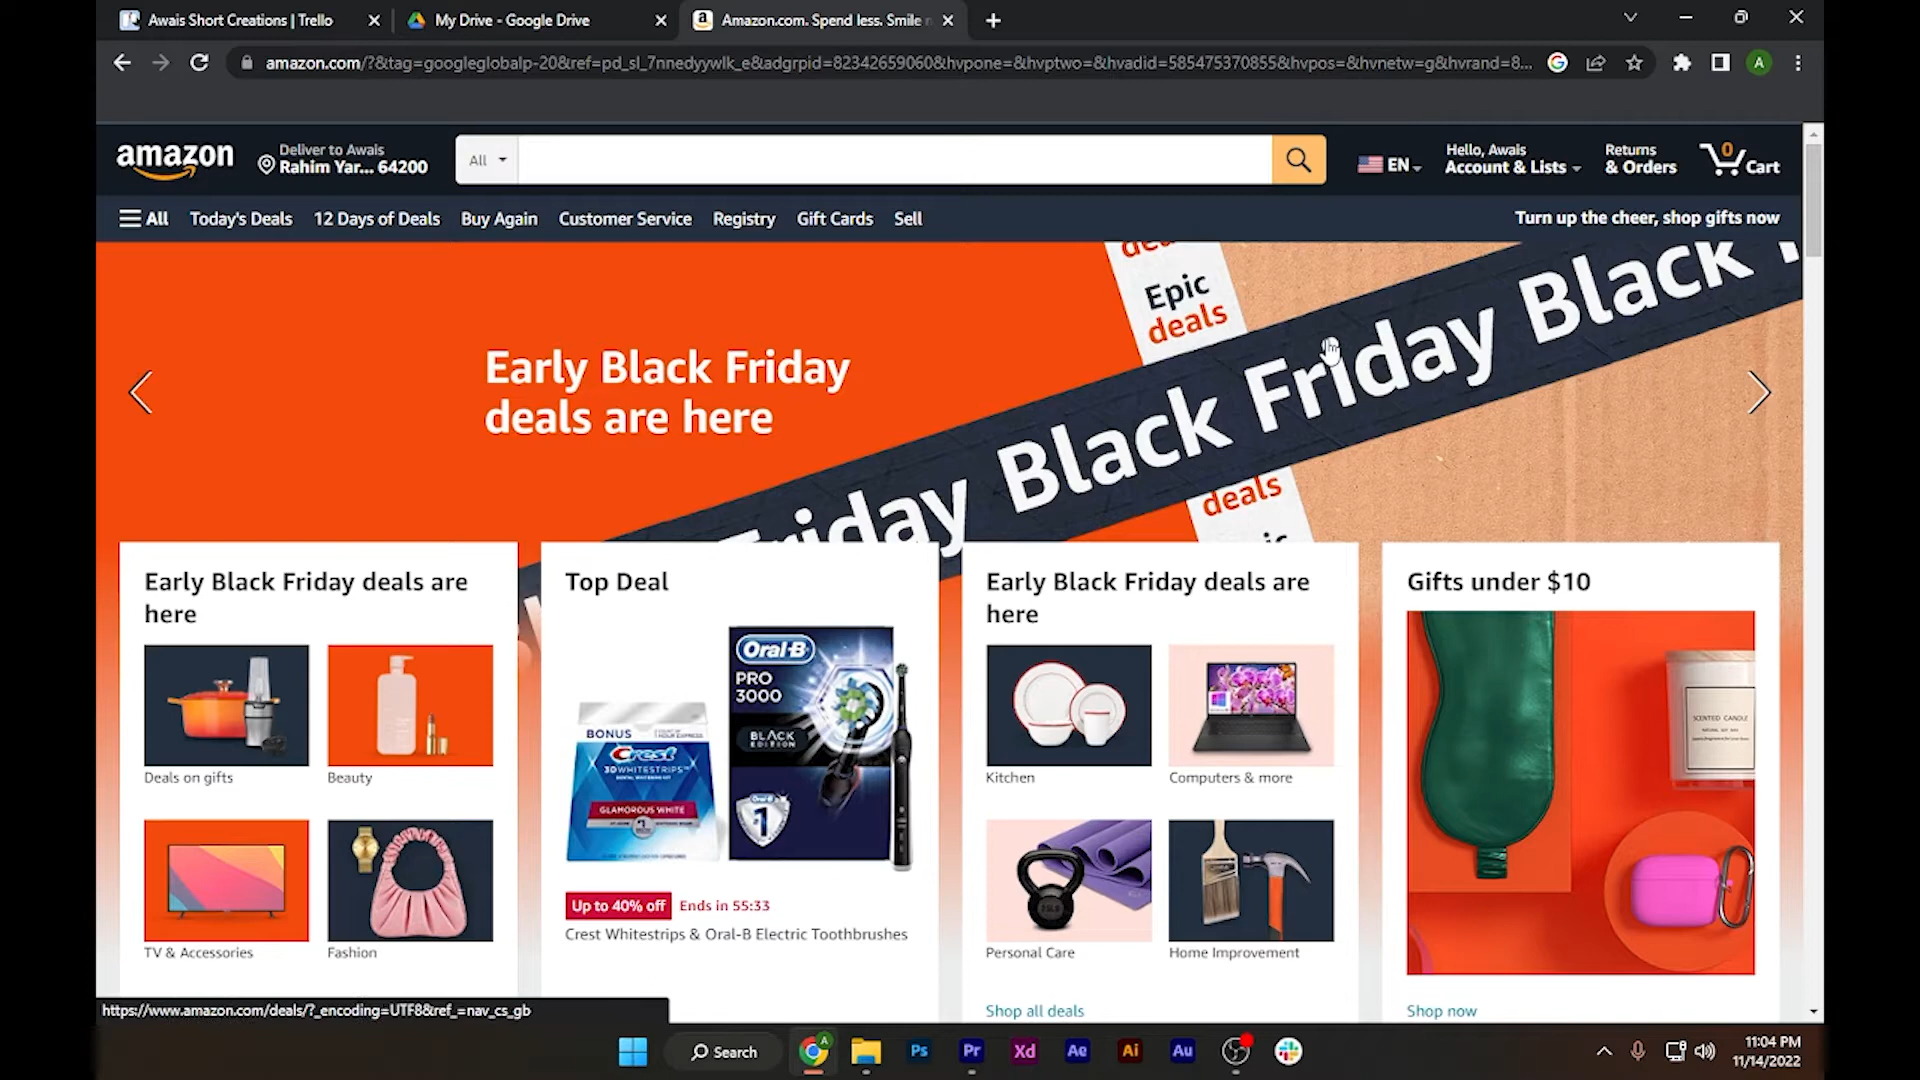 Awais Short Creations | Trello
My Drive - Google Drive
Amazon.com. Spend less. Smile
amazon.com/?&tag=googleglobalp-20&ref=pd_sl_7nnedyywlk_e&adgrpid=82342659060&hvpone=&hvptwo=&hvadid=585475370855&hvpos=&hvnetw=g&hvrand=8...
A
amazon
Deliver to Awais
Rahim Yar... 64200
All
EN
Hello, Awais
Account & Lists
Returns
& Orders
0
Cart
All
Today's Deals
12 Days of Deals
Buy Again
Customer Service
Registry
Gift Cards
Sell
Turn up the cheer, shop gifts now
Early Black Friday
deals are here
deals
Epic
deals
Friday Black Friday Black
deals
Early Black Friday deals are
here
Deals on gifts
Beauty
TV & Accessories
Fashion
Top Deal
Oral-B
PRO
3000
BLACK
EDITION
BONUS
Crest
3DWHITESTRIPS
GLAMOROUS WHITE
#1
Oral-B
1
Up to 40% off
Ends in 55:33
Crest Whitestrips & Oral-B Electric Toothbrushes
Early Black Friday deals are
here
Kitchen
Computers & more
Personal Care
Home Improvement
Shop all deals
Gifts under $10
SCENTED CANDLE
Shop now
https://www.amazon.com/deals/?_encoding=UTF8&ref_=nav_cs_gb
Search
A
Ps
Pr
Xd
Ae
Ai
Au
11:04 PM
11/14/2022